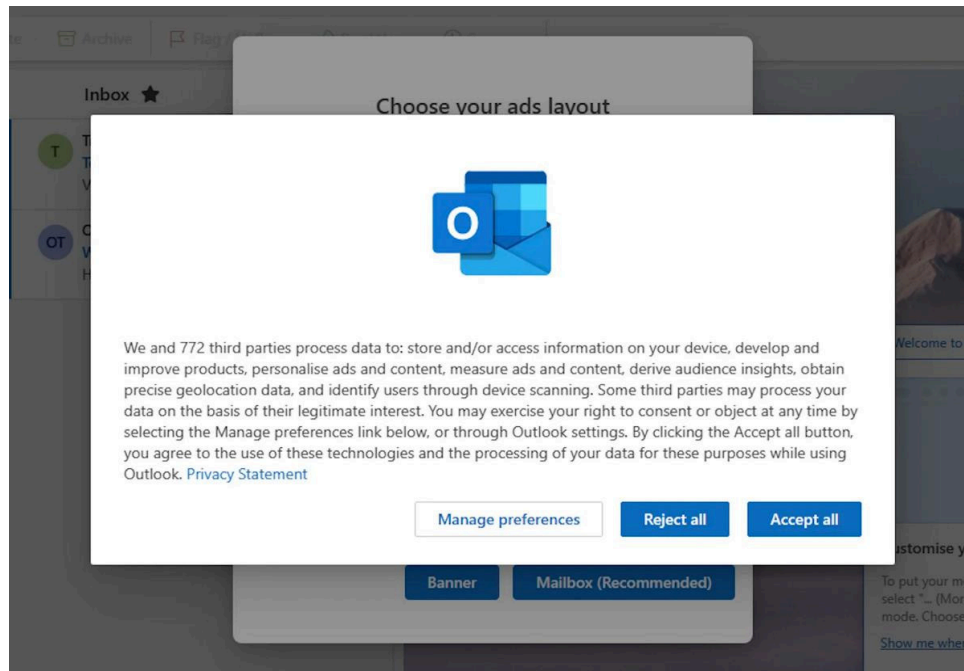 Archive
Flag
Inbox
Choose your ads layout
T
OT
O
We and 772 third parties process data to: store and/or access information on your device, develop and
improve products, personalise ads and content, measure ads and content, derive audience insights, obtain
precise geolocation data, and identify users through device scanning. Some third parties may process your
data on the basis of their legitimate interest. You may exercise your right to consent or object at any time by
selecting the Manage preferences link below, or through Outlook settings. By clicking the Accept all button,
you agree to the use of these technologies and the processing of your data for these purposes while using
Outlook. Privacy Statement
Manage preferences
Reject all
Accept all
Welcome to
Banner
Mailbox (Recommended)
ustomise y
To put your m
select "... (Mor
mode. Choose
Show me wher